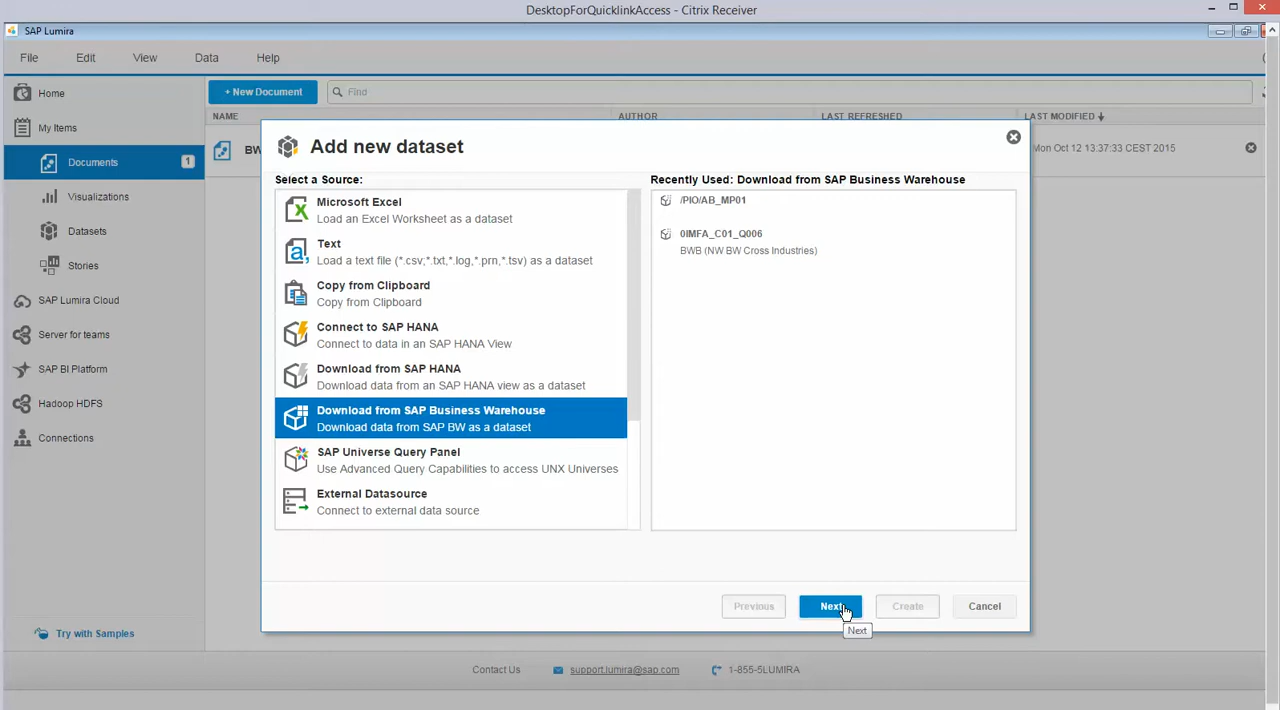 DesktopForQuicklinkAccess - Citrix Receiver
SAP Lumira
File Edit View Data Help
Home
My Items
Documents 1
Visualizations
Datasets
Stories
SAP Lumira Cloud
Server for teams
SAP BI Platform
Hadoop HDFS
Connections
Try with Samples
+ New Document
Find
NAME AUTHOR LAST REFRESHED LAST MODIFIED
BW
Mon Oct 12 13:37:33 CEST 2015
Add new dataset
Select a Source:
Microsoft Excel
Load an Excel Worksheet as a dataset
Text
Load a text file (*.csv;*.txt,*.log,*.prn,*.tsv) as a dataset
Copy from Clipboard
Copy from Clipboard
Connect to SAP HANA
Connect to data in an SAP HANA View
Download from SAP HANA
Download data from an SAP HANA view as a dataset
Download from SAP Business Warehouse
Download data from SAP BW as a dataset
SAP Universe Query Panel
Use Advanced Query Capabilities to access UNX Universes
External Datasource
Connect to external data source
Recently Used: Download from SAP Business Warehouse
/PIO/AB_MP01
0IMFA_C01_Q006
BWB (NW BW Cross Industries)
Previous Next Create Cancel
Next
Contact Us support.lumira@sap.com 1-855-5LUMIRA